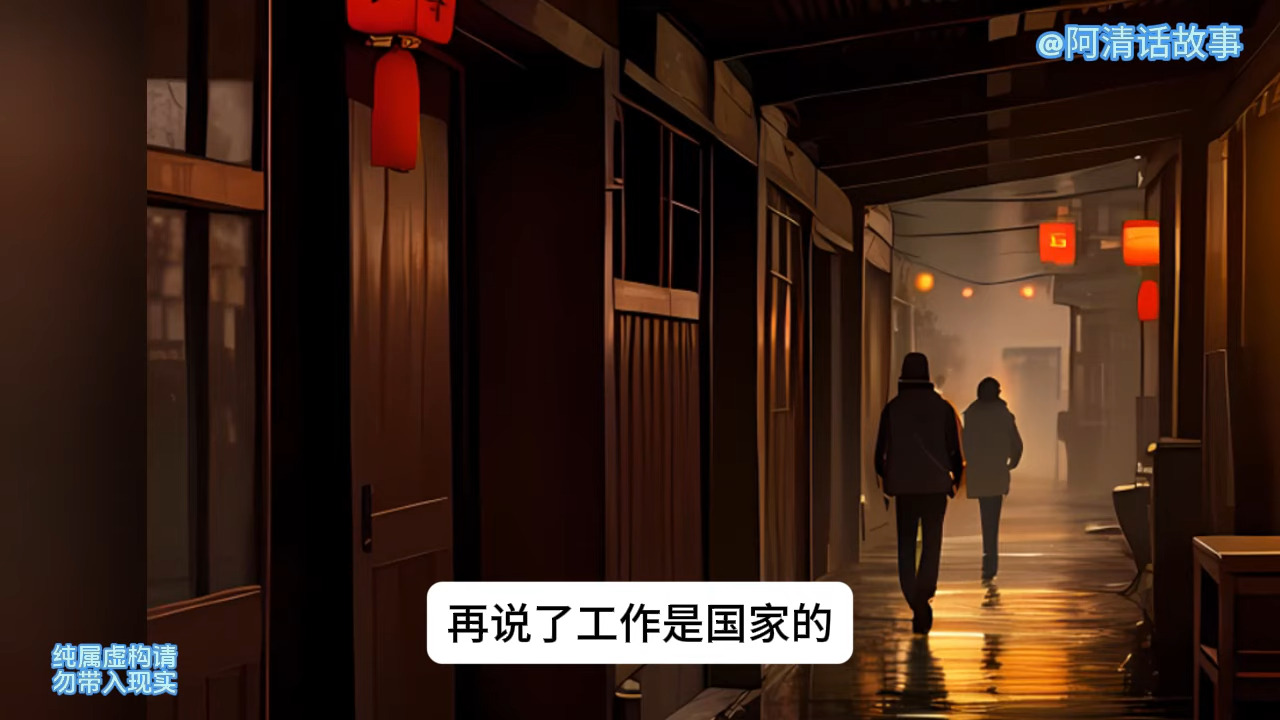 @阿清话故事
再说了工作是国家的
纯属虚构请
勿带入现实